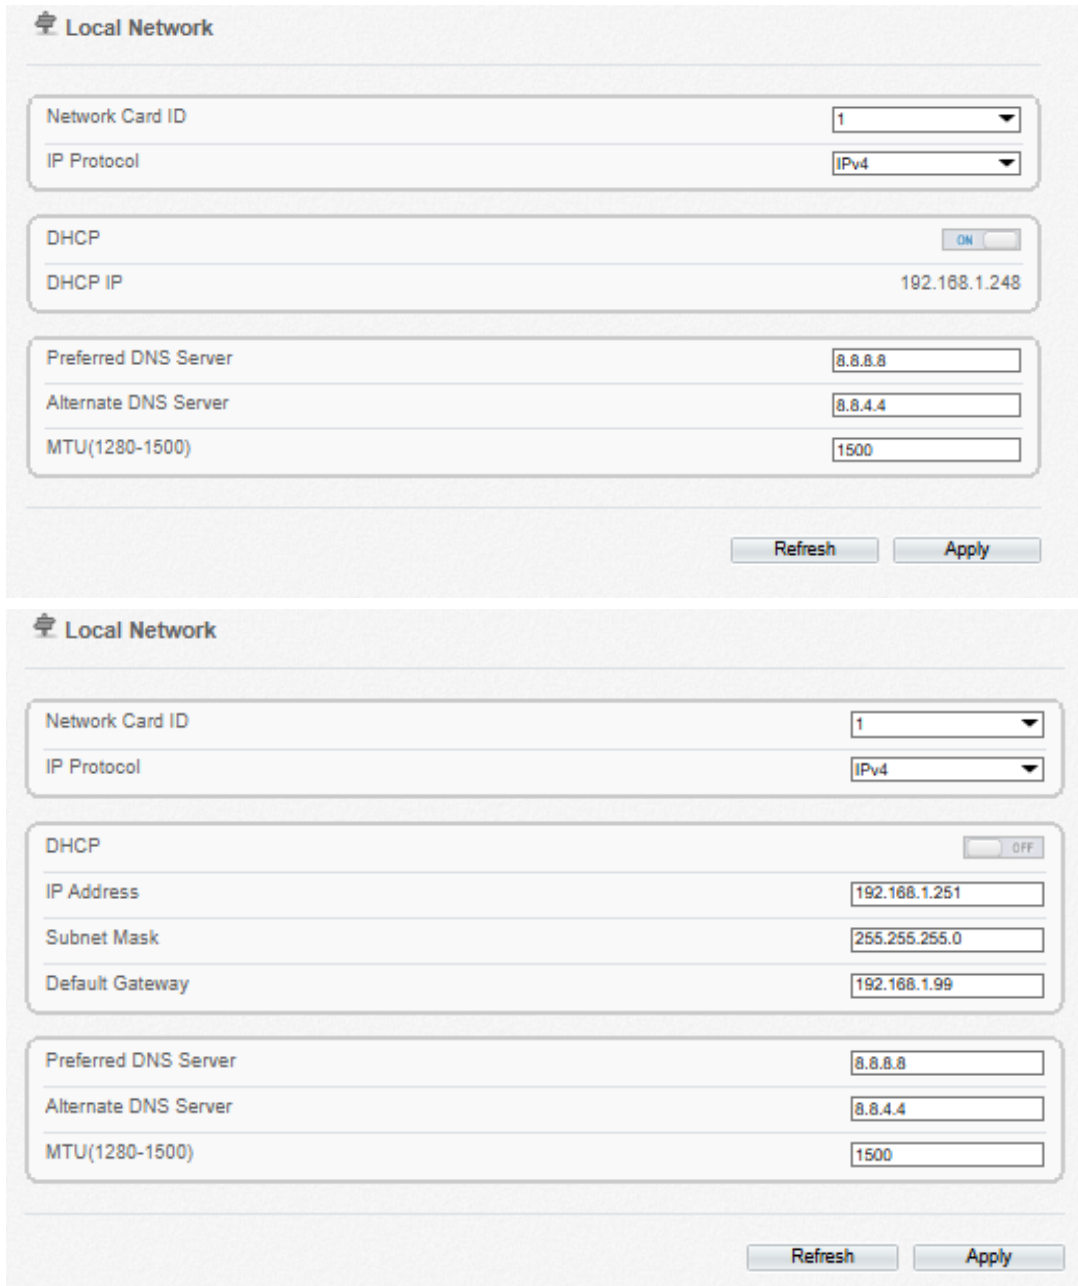 Local Network
Network Card ID 1
IP Protocol IPv4
DHCP ON
DHCP IP 192.168.1.248
Preferred DNS Server 8.8.8.8
Alternate DNS Server 8.8.4.4
MTU(1280-1500) 1500
Refresh Apply
Local Network
Network Card ID 1
IP Protocol IPv4
DHCP OFF
IP Address 192.168.1.251
Subnet Mask 255.255.255.0
Default Gateway 192.168.1.99
Preferred DNS Server 8.8.8.8
Alternate DNS Server 8.8.4.4
MTU(1280-1500) 1500
Refresh Apply